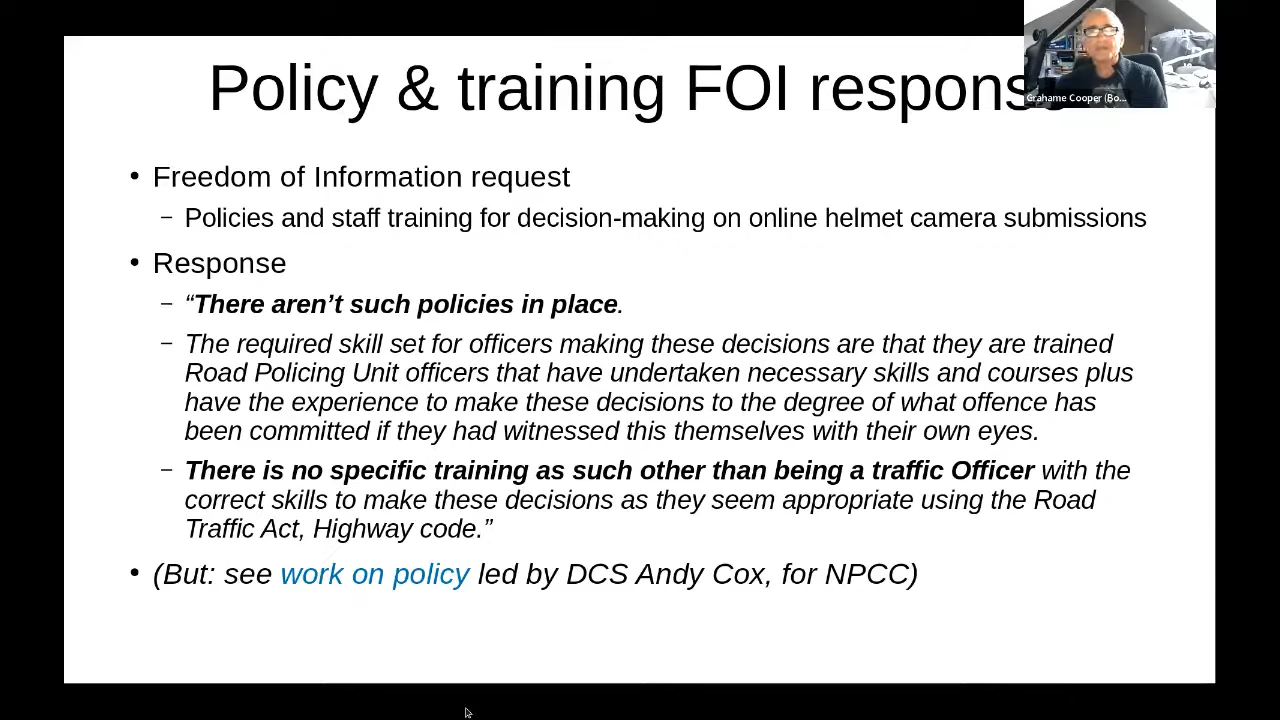 Policy & training FOI respons
Grahame Cooper (Bo...
• Freedom of Information request
– Policies and staff training for decision-making on online helmet camera submissions
• Response
– “There aren’t such policies in place.
– The required skill set for officers making these decisions are that they are trained
Road Policing Unit officers that have undertaken necessary skills and courses plus
have the experience to make these decisions to the degree of what offence has
been committed if they had witnessed this themselves with their own eyes.
– There is no specific training as such other than being a traffic Officer with the
correct skills to make these decisions as they seem appropriate using the Road
Traffic Act, Highway code.”
• (But: see work on policy led by DCS Andy Cox, for NPCC)